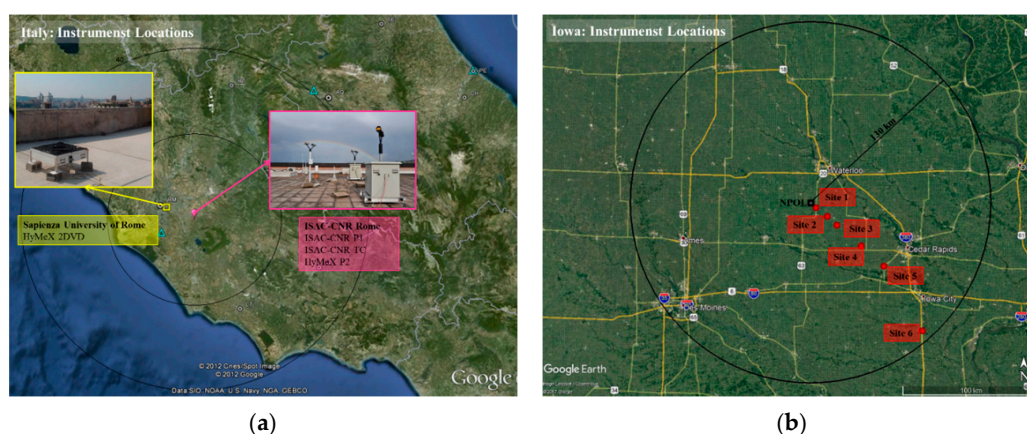 Italy: Instrument Locations
Sapienza University of Rome
HyMeX 2DVD
ISAC-CNR Rome
ISAC-CNR P1
ISAC-CNR TC
HyMeX P2
© 2012 Cnes/Spot Image
© 2012 Google
Data SIO, NOAA, U.S. Navy, NGA, GEBCO
Google
(a)
Iowa: Instrumenst Locations
130 km
Waterloo
NPOL
Site 1
Site 2
Site 3
Site 4
Cedar Rapids
Site 5
Ames
Iowa City
Des Moines
Site 6
Google Earth
100 km
(b)